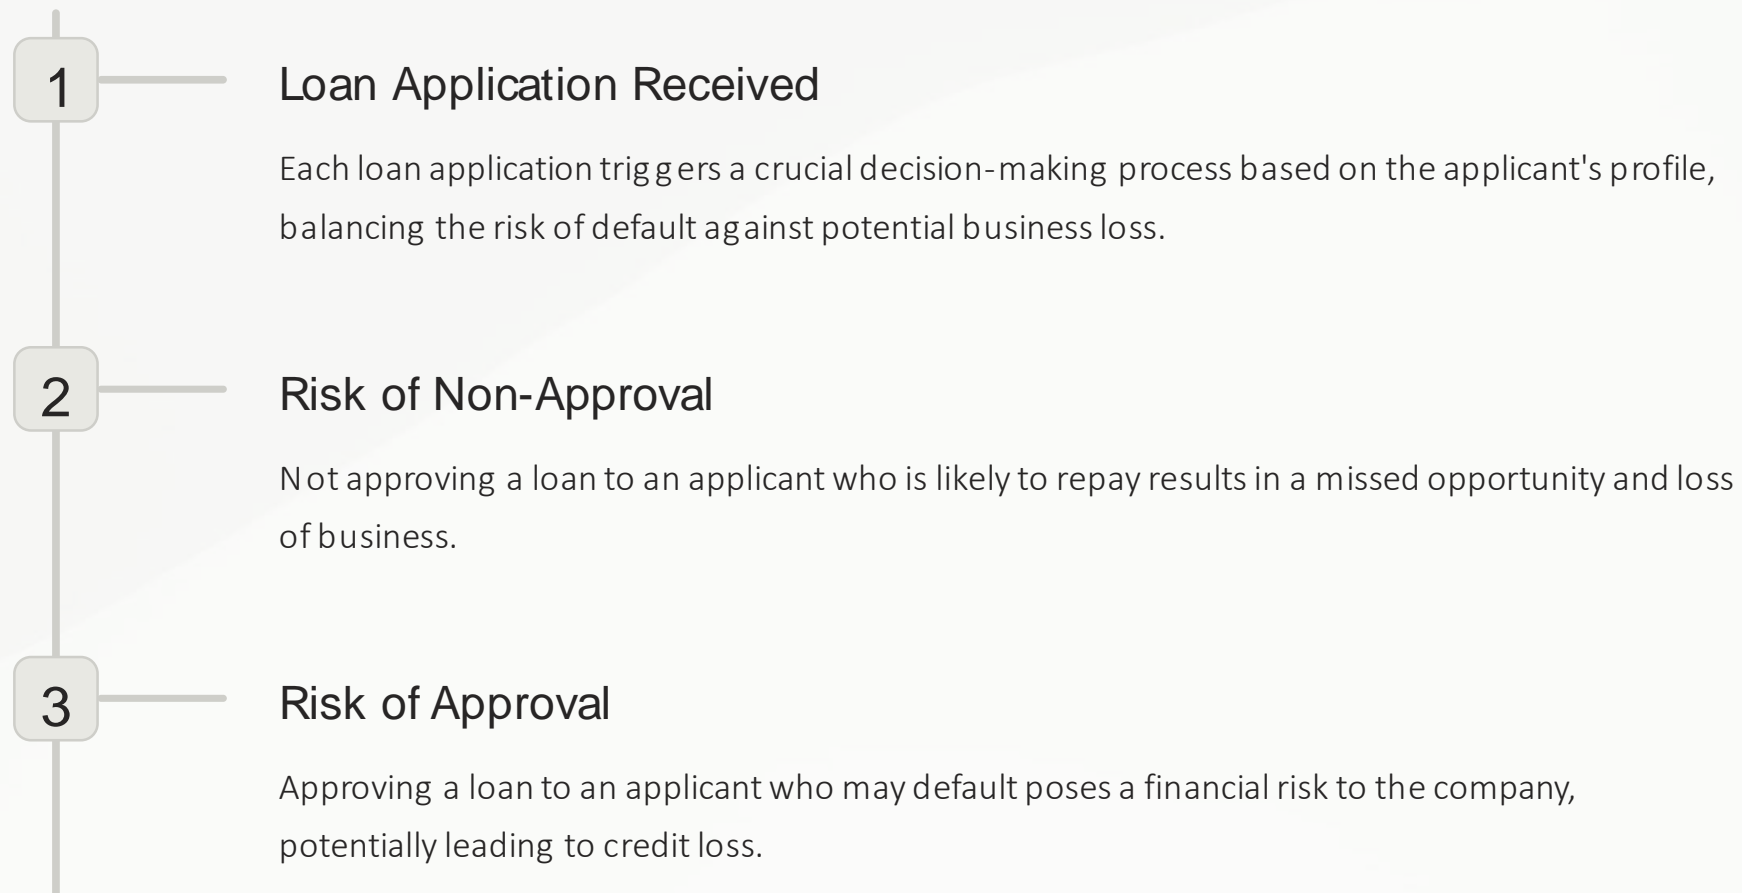 1
Loan Application Received
Each loan application triggers a crucial decision-making process based on the applicant's profile,
balancing the risk of default against potential business loss.
2
Risk of Non-Approval
Not approving a loan to an applicant who is likely to repay results in a missed opportunity and loss
of business.
3
Risk of Approval
Approving a loan to an applicant who may default poses a financial risk to the company,
potentially leading to credit loss.